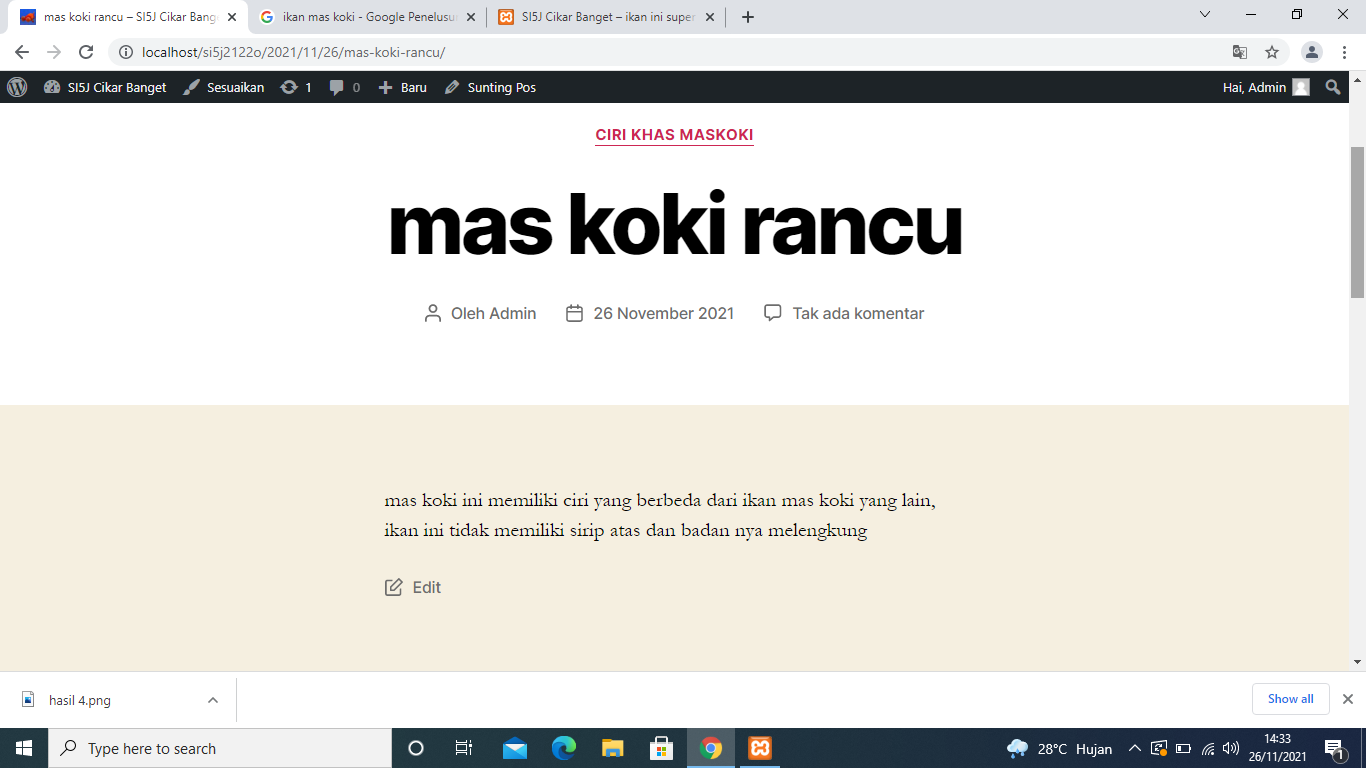 mas koki rancu – SI5J Cikar Bang
ikan mas koki - Google Penelusu
SI5J Cikar Banget – ikan ini super
localhost/si5j2122o/2021/11/26/mas-koki-rancu/
SI5J Cikar Banget Sesuaikan 1 0 Baru Sunting Pos Hai, Admin
CIRI KHAS MASKOKI
mas koki rancu
Oleh Admin 26 November 2021 Tak ada komentar
mas koki ini memiliki ciri yang berbeda dari ikan mas koki yang lain,
ikan ini tidak memiliki sirip atas dan badan nya melengkung
Edit
hasil 4.png Show all
Type here to search 28°C Hujan 14:33
26/11/2021 1